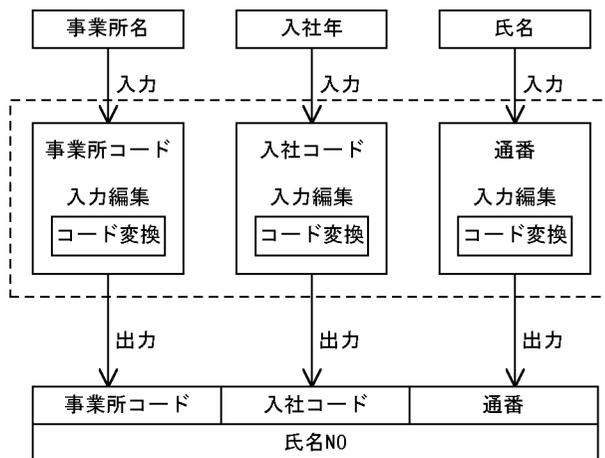 事業所名
入社年
氏名
入力
入力
入力
事業所コード
入社コード
通番
入力編集
入力編集
入力編集
コード変換
コード変換
コード変換
出力
出力
出力
事業所コード
入社コード
通番
氏名NO